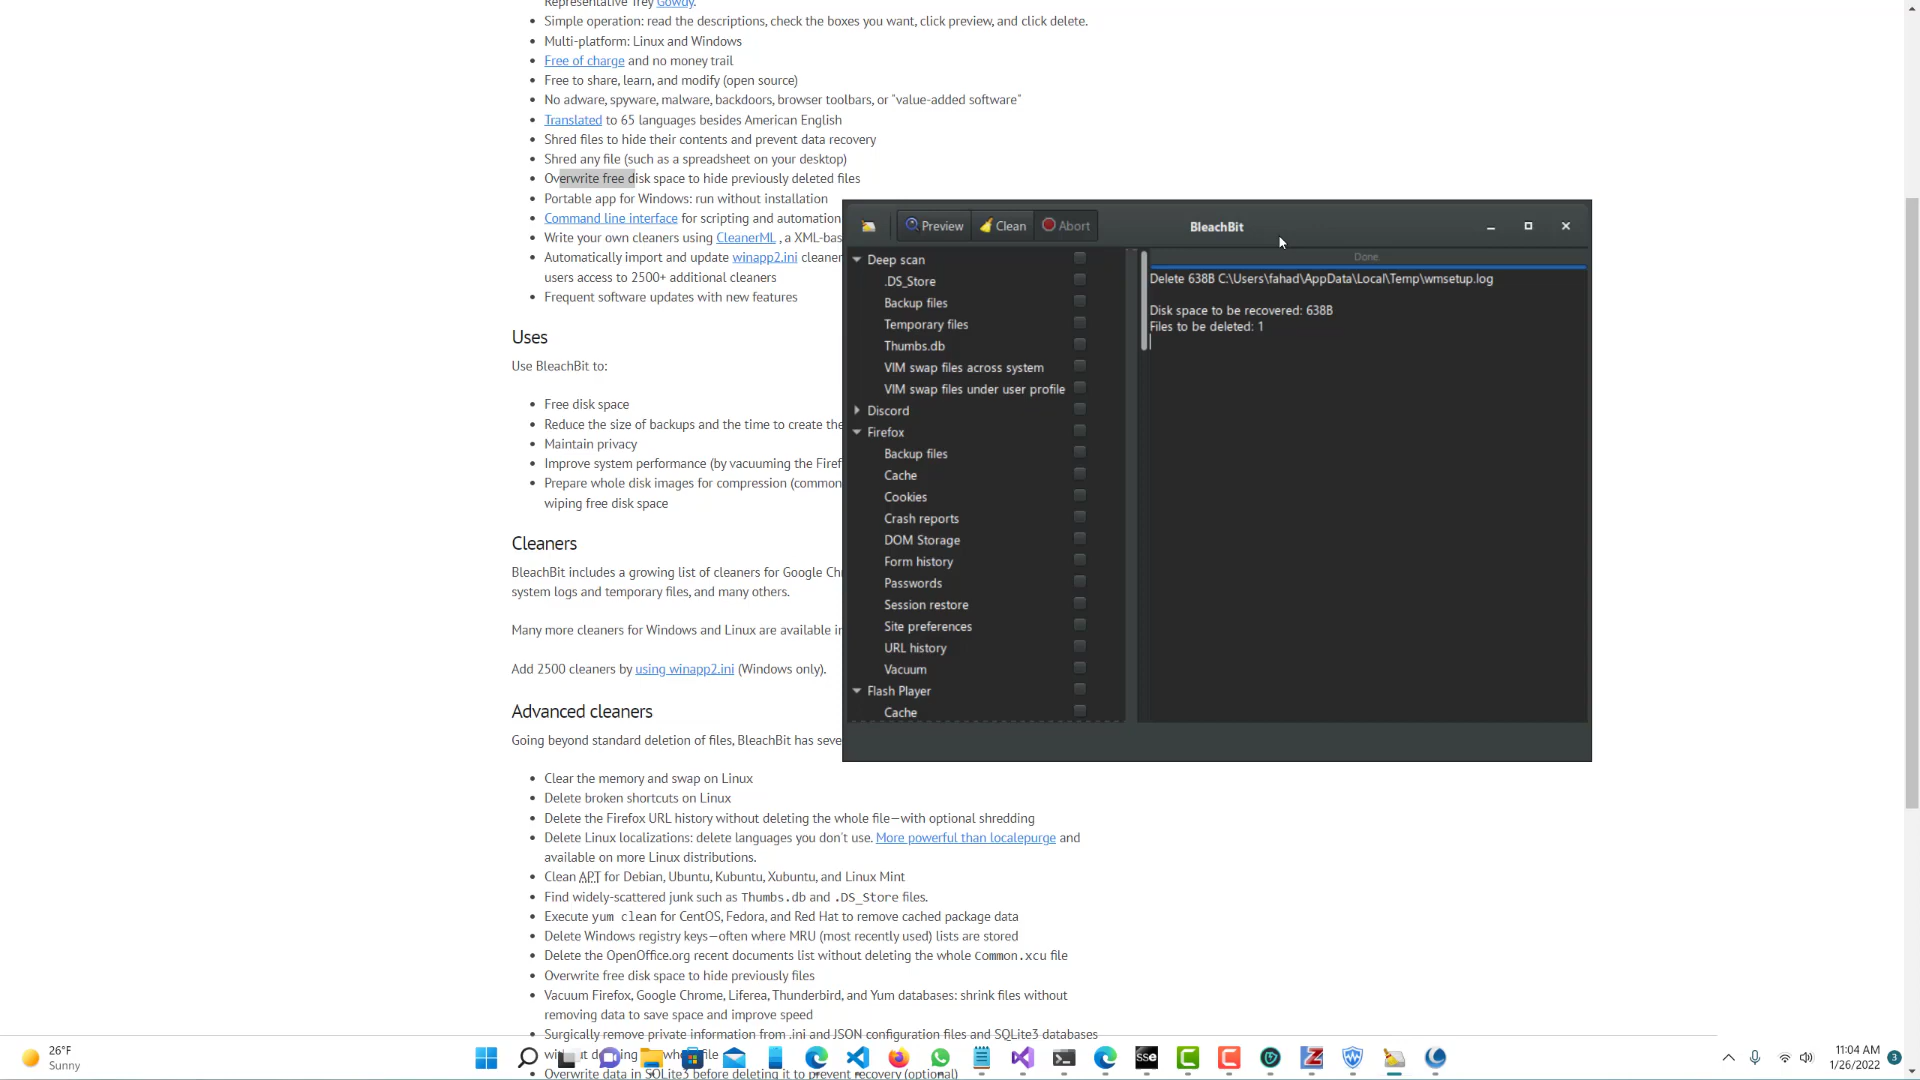 Representative Trey Gowdy.
Simple operation: read the descriptions, check the boxes you want, click preview, and click delete.
Multi-platform: Linux and Windows
Free of charge and no money trail
Free to share, learn, and modify (open source)
No adware, spyware, malware, backdoors, browser toolbars, or "value-added software"
Translated to 65 languages besides American English
Shred files to hide their contents and prevent data recovery
Shred any file (such as a spreadsheet on your desktop)
Overwrite free disk space to hide previously deleted files
Portable app for Windows: run without installation
Command line interface for scripting and automation
Write your own cleaners using CleanerML , a XML-bas
Automatically import and update winapp2.ini cleaner
users access to 2500+ additional cleaners
Frequent software updates with new features
Uses
Use BleachBit to:
Free disk space
Reduce the size of backups and the time to create the
Maintain privacy
Improve system performance (by vacuuming the Firef
Prepare whole disk images for compression (common
wiping free disk space
Cleaners
BleachBit includes a growing list of cleaners for Google Ch
system logs and temporary files, and many others.
Many more cleaners for Windows and Linux are available in
Add 2500 cleaners by using winapp2.ini (Windows only).
Advanced cleaners
Going beyond standard deletion of files, BleachBit has seve
Clear the memory and swap on Linux
Delete broken shortcuts on Linux
Delete the Firefox URL history without deleting the whole file—with optional shredding
Delete Linux localizations: delete languages you don't use. More powerful than localepurge and
available on more Linux distributions.
Clean APT for Debian, Ubuntu, Kubuntu, Xubuntu, and Linux Mint
Find widely-scattered junk such as Thumbs.db and .DS_Store files.
Execute yum clean for CentOS, Fedora, and Red Hat to remove cached package data
Delete Windows registry keys—often where MRU (most recently used) lists are stored
Delete the OpenOffice.org recent documents list without deleting the whole Common.xcu file
Overwrite free disk space to hide previously files
Vacuum Firefox, Google Chrome, Liferea, Thunderbird, and Yum databases: shrink files without
removing data to save space and improve speed
Surgically remove private information from .ini and JSON configuration files and SQLite3 databases
file
Overwrite data in SQLite3 before deleting it to prevent recovery (optional)
Preview
Clean
Abort
BleachBit
Deep scan
.DS_Store
Backup files
Temporary files
Thumbs.db
VIM swap files across system
VIM swap files under user profile
Discord
Firefox
Backup files
Cache
Cookies
Crash reports
DOM Storage
Form history
Passwords
Session restore
Site preferences
URL history
Vacuum
Flash Player
Cache
Done
Delete 638B C:\Users\fahad\AppData\Local\Temp\wmsetup.log
Disk space to be recovered: 638B
Files to be deleted: 1
26°F
Sunny
sse
11:04 AM
1/26/2022
3